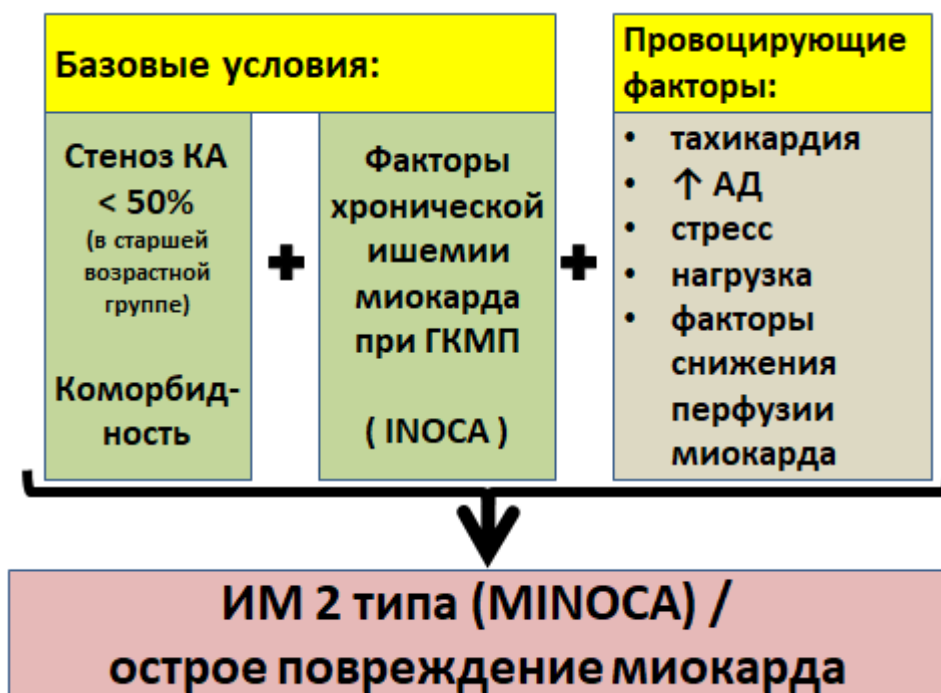 Базовые условия:
Стеноз КА
< 50%
(в старшей
возрастной
группе)
Коморбид-
ность
+
Факторы
хронической
ишемии
миокарда
при ГКМП
( INOCA )
+
Провоцирующие
факторы:
• тахикардия
• ↑ АД
• стресс
• нагрузка
• факторы
снижения
перфузии
миокарда
ИМ 2 типа (MINOCA) /
острое повреждение миокарда